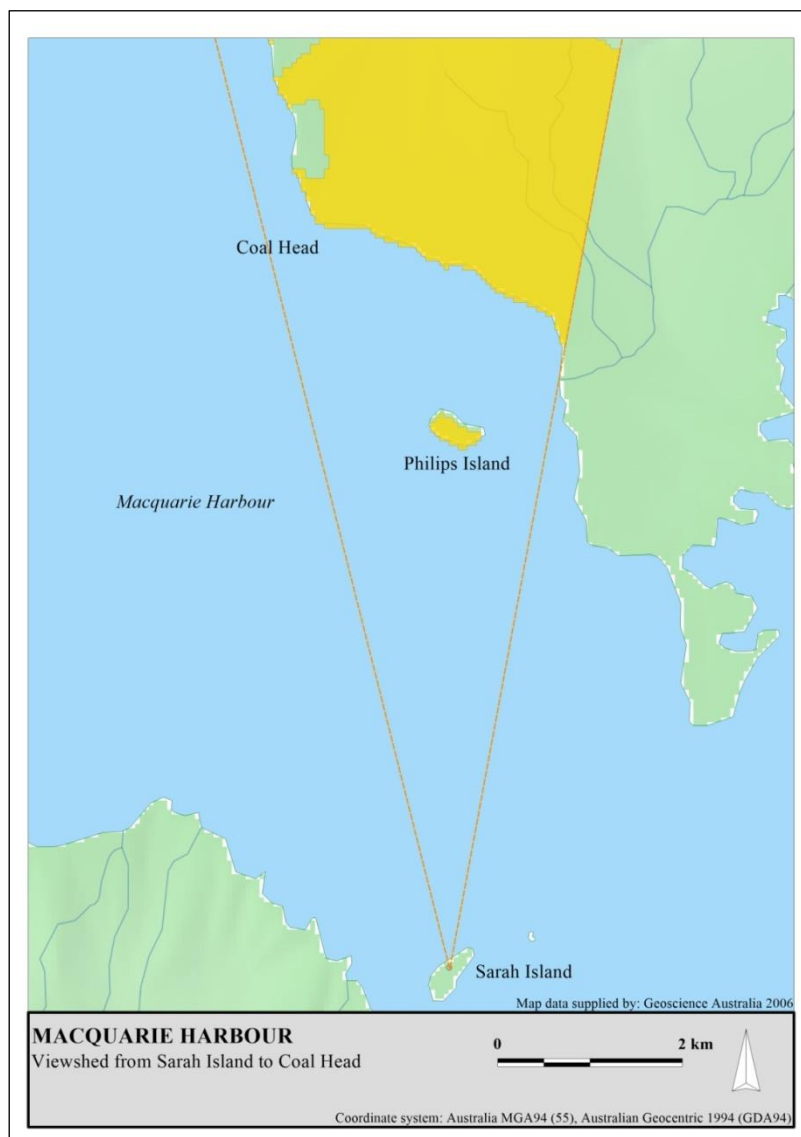 Coal Head
Philips Island
Macquarie Harbour
Sarah Island
Map data supplied by: Geoscience Australia 2006
MACQUARIE HARBOUR
Viewshed from Sarah Island to Coal Head
0 2 km
Coordinate system: Australia MGA94 (55), Australian Geocentric 1994 (GDA94)